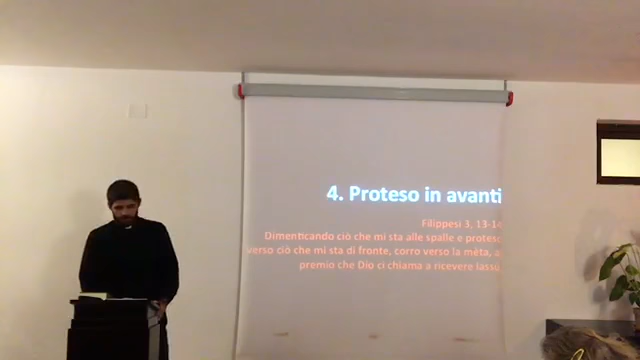 4. Proteso in avanti
Filippesi 3, 13-14
Dimenticando ciò che mi sta alle spalle e proteso
verso ciò che mi sta di fronte, corro verso la mèta, a
premio che Dio ci chiama a ricevere lassù